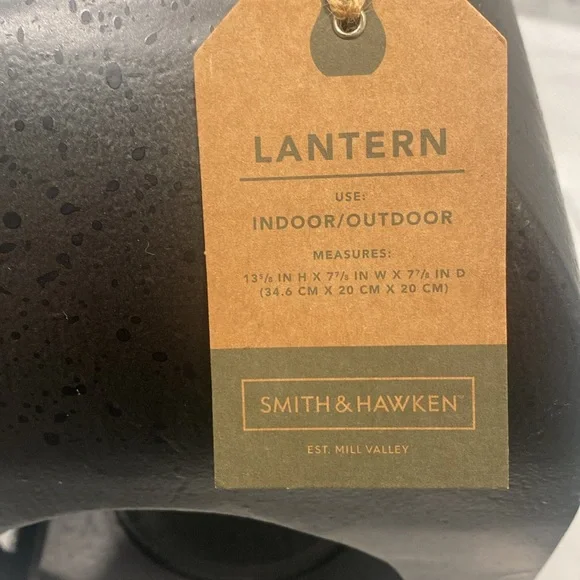 LANTERN
USE:
INDOOR/OUTDOOR
MEASURES:
13⁵/₈ IN H X 7⁷/₈ IN W X 7⁷/₈ IN D
(34.6 CM X 20 CM X 20 CM)
SMITH & HAWKEN™
EST. MILL VALLEY